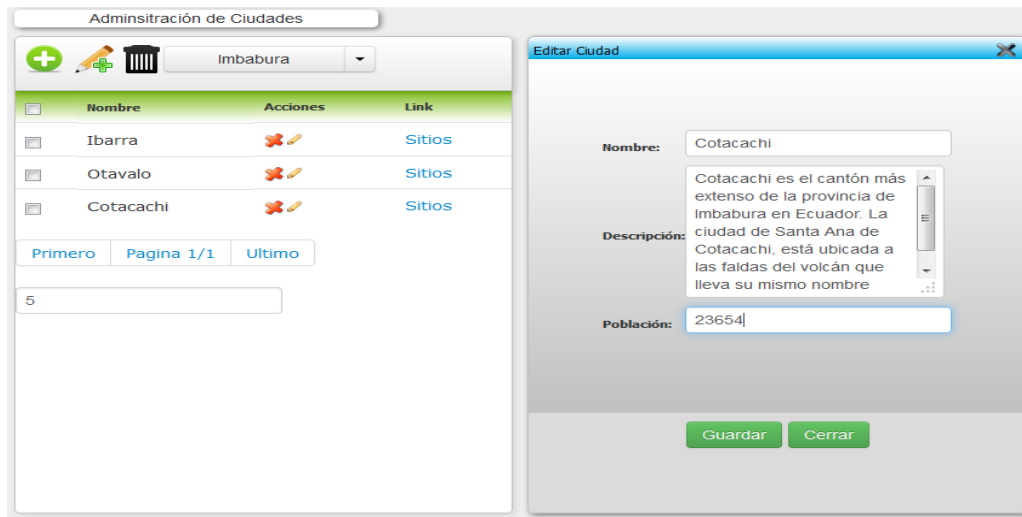 Adminsitración de Ciudades
Imbabura
Nombre Acciones Link
Ibarra Sitios
Otavalo Sitios
Cotacachi Sitios
Primero Pagina 1/1 Ultimo
5
Editar Ciudad
Nombre: Cotacachi
Descripción:
Cotacachi es el cantón más
extenso de la provincia de
Imbabura en Ecuador. La
ciudad de Santa Ana de
Cotacachi, está ubicada a
las faldas del volcán que
lleva su mismo nombre
Población: 23654
Guardar Cerrar